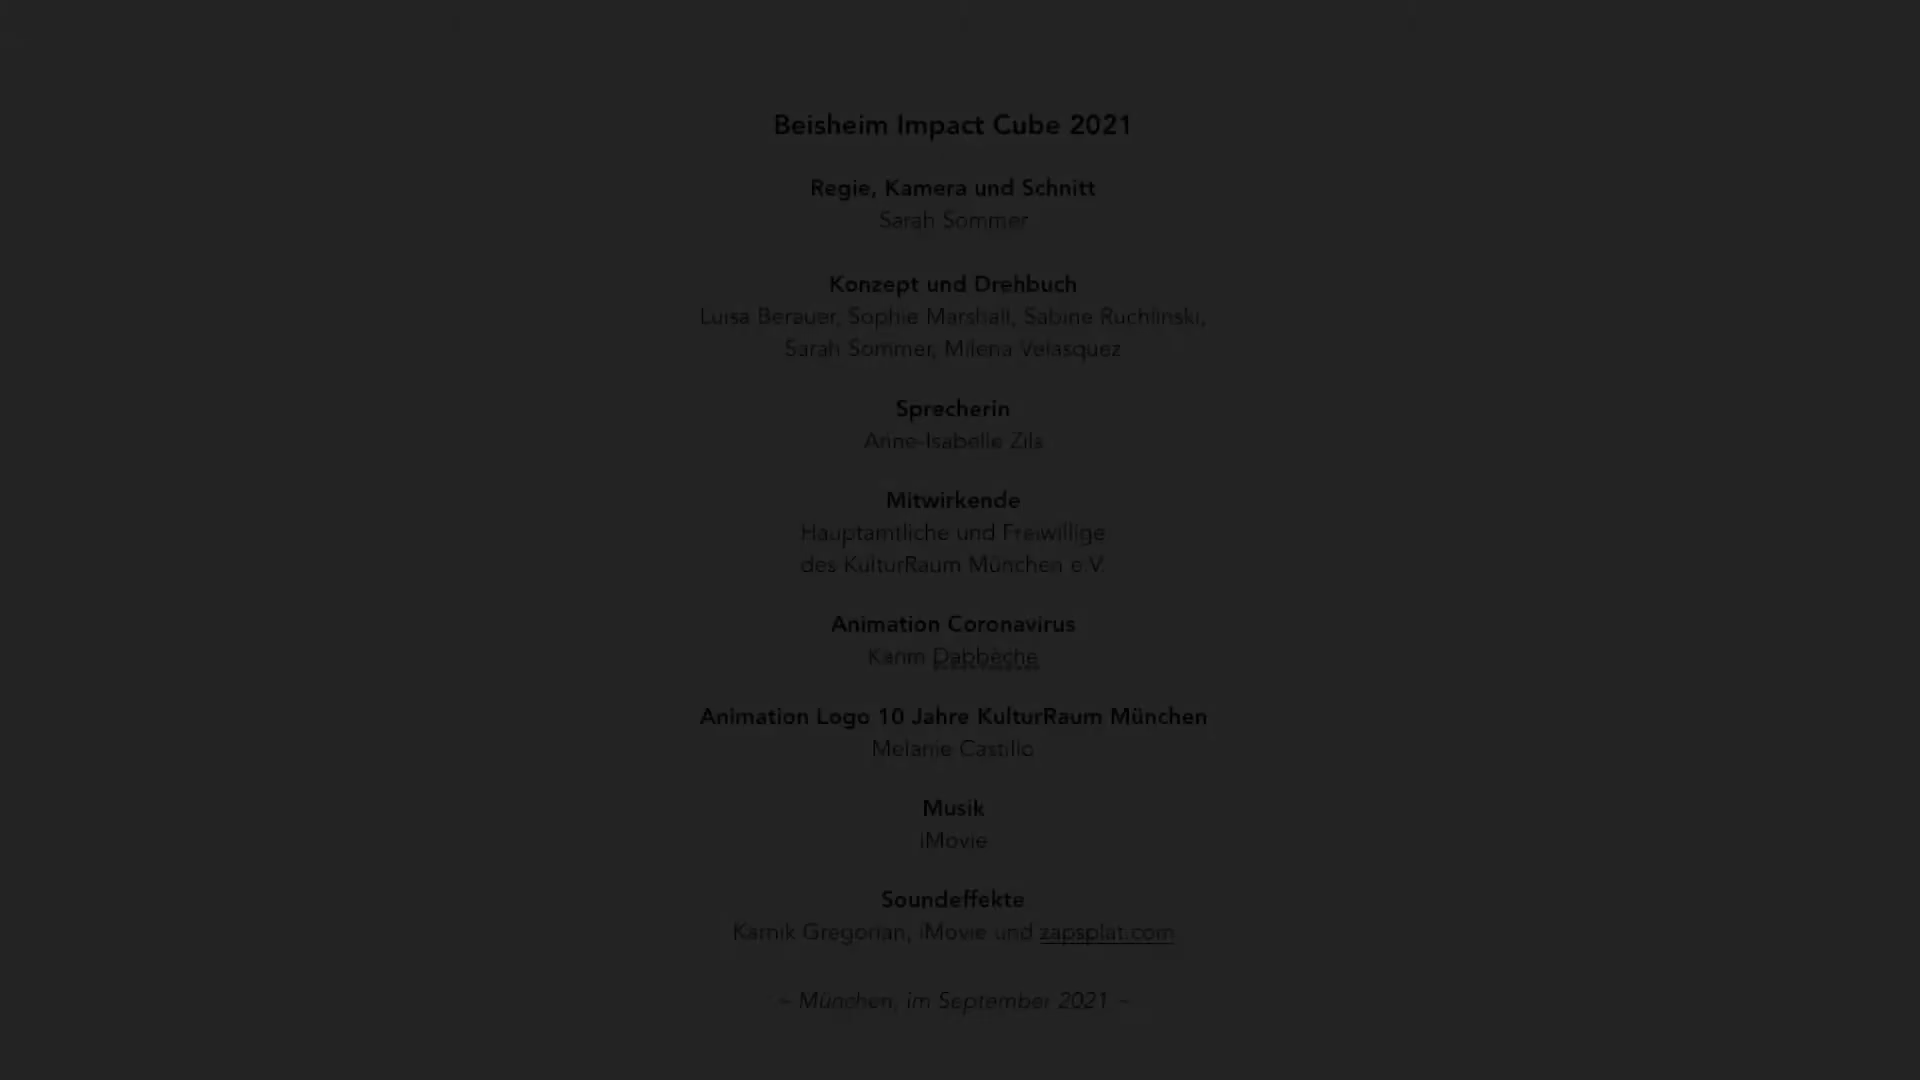 Beisheim Impact Cube 2021
Regie, Kamera und Schnitt
Sarah Sommer
Konzept und Drehbuch
Luisa Berauer, Sophie Marshall, Sabine Ruchlinski,
Sarah Sommer, Milena Velasquez
Sprecherin
Anne-Isabelle Zils
Mitwirkende
Hauptamtliche und Freiwillige
des KulturRaum München e.V.
Animation Coronavirus
Karim Dabbèche
Animation Logo 10 Jahre KulturRaum München
Melanie Castillo
Musik
iMovie
Soundeffekte
Karnik Gregorian, iMovie und zapsplat.com
~ München, im September 2021 ~